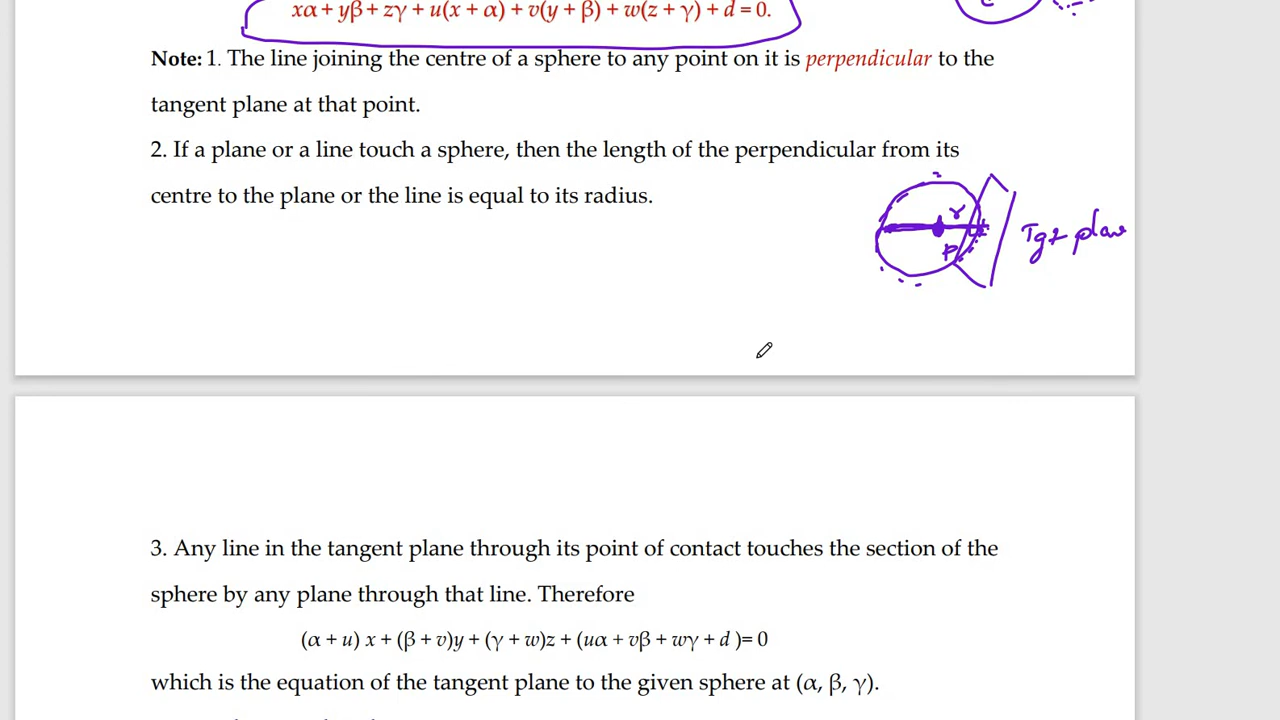 xα + yβ + zγ + u(x + α) + v(y + β) + w(z + γ) + d = 0.
Note: 1. The line joining the centre of a sphere to any point on it is perpendicular to the
tangent plane at that point.
2. If a plane or a line touch a sphere, then the length of the perpendicular from its
centre to the plane or the line is equal to its radius.
r
P
Tgt plane
3. Any line in the tangent plane through its point of contact touches the section of the
sphere by any plane through that line. Therefore
(α + u) x + (β + v)y + (γ + w)z + (uα + vβ + wγ + d )= 0
which is the equation of the tangent plane to the given sphere at (α, β, γ).